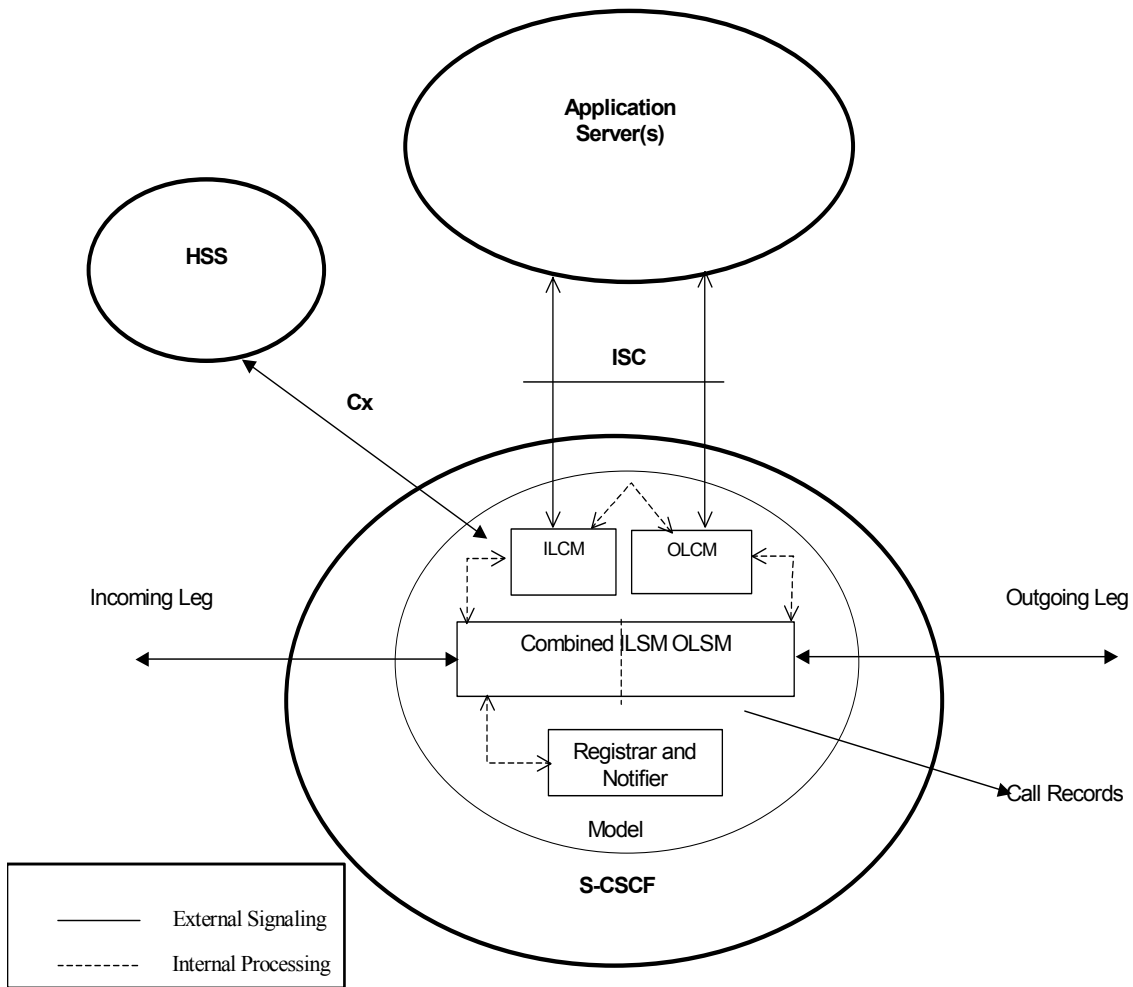 Application
Server(s)
HSS
ISC
Cx
ILCM
OLCM
Incoming Leg
Outgoing Leg
Combined ILSM OLSM
Registrar and
Notifier
Call Records
Model
S-CSCF
External Signaling
Internal Processing